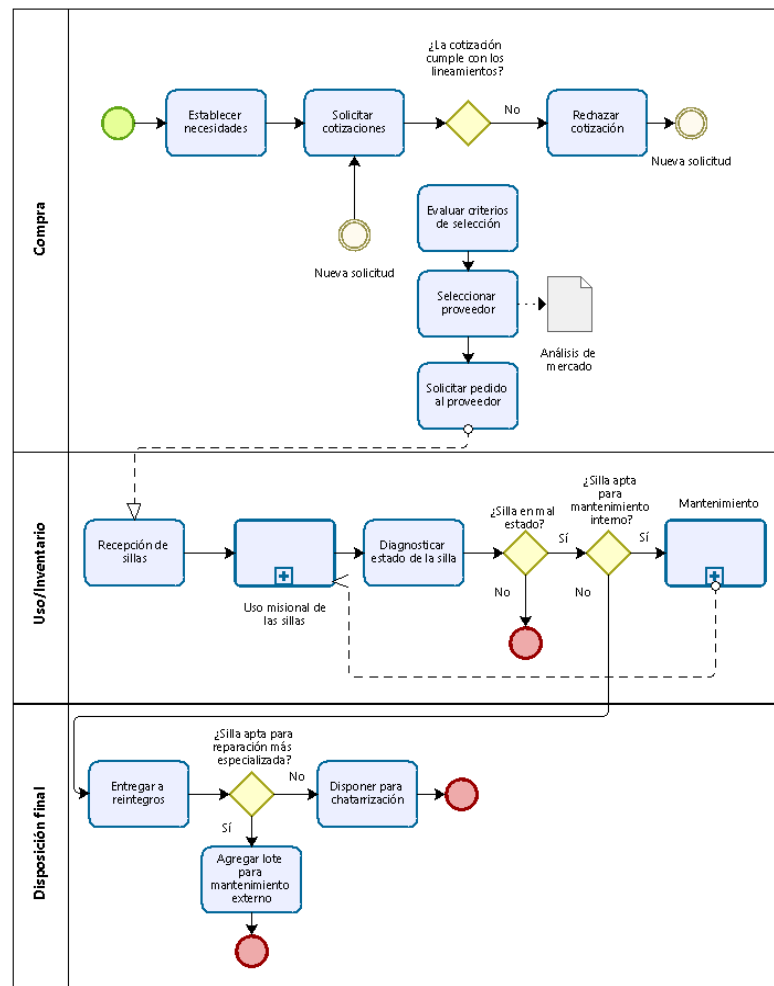 Compra
¿La cotización
cumple con los
lineamientos?
Establecer
necesidades
Solicitar
cotizaciones
No
Rechazar
cotización
Nueva solicitud
Nueva solicitud
Evaluar criterios
de selección
Seleccionar
proveedor
Análisis de
mercado
Solicitar pedido
al proveedor
Uso/Inventario
Recepción de
sillas
Uso misional de
las sillas
Diagnosticar
estado de la silla
¿Silla en mal
estado?
Sí
No
¿Silla apta
para
mantenimiento
interno?
Sí
No
Mantenimiento
Disposición final
Entregar a
reintegros
¿Silla apta para
reparación más
especializada?
No
Sí
Disponer para
chatarrización
Agregar lote
para
mantenimiento
externo